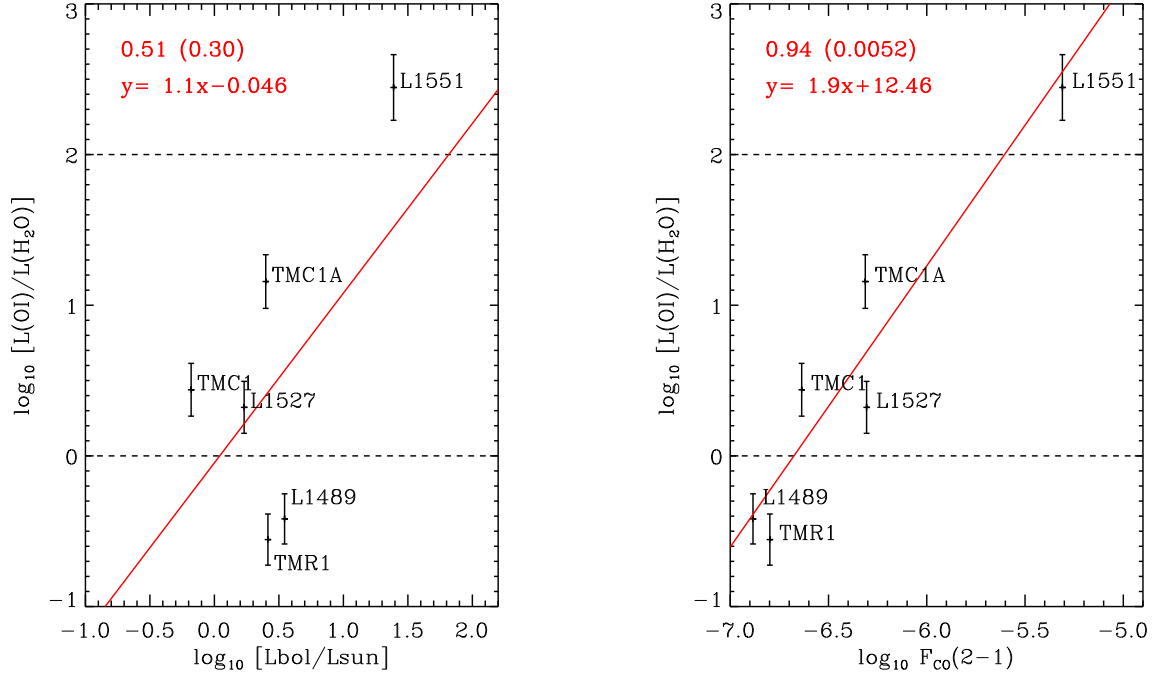 3
2
1
0
−1
log10 [L(OI)/L(H2O)]
0.51 (0.30)
y= 1.1x−0.046
L1551
TMC1A
TMC1
L1527
L1489
TMR1
−1.0 −0.5 0.0 0.5 1.0 1.5 2.0
log10 [Lbol/Lsun]
3
2
1
0
−1
log10 [L(OI)/L(H2O)]
0.94 (0.0052)
y= 1.9x+12.46
L1551
TMC1A
TMC1
L1527
L1489
TMR1
−7.0 −6.5 −6.0 −5.5 −5.0
log10 FCO(2−1)